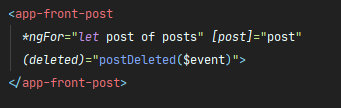 <app-front-post
*ngFor="let post of posts" [post]="post"
(deleted)="postDeleted($event)">
</app-front-post>